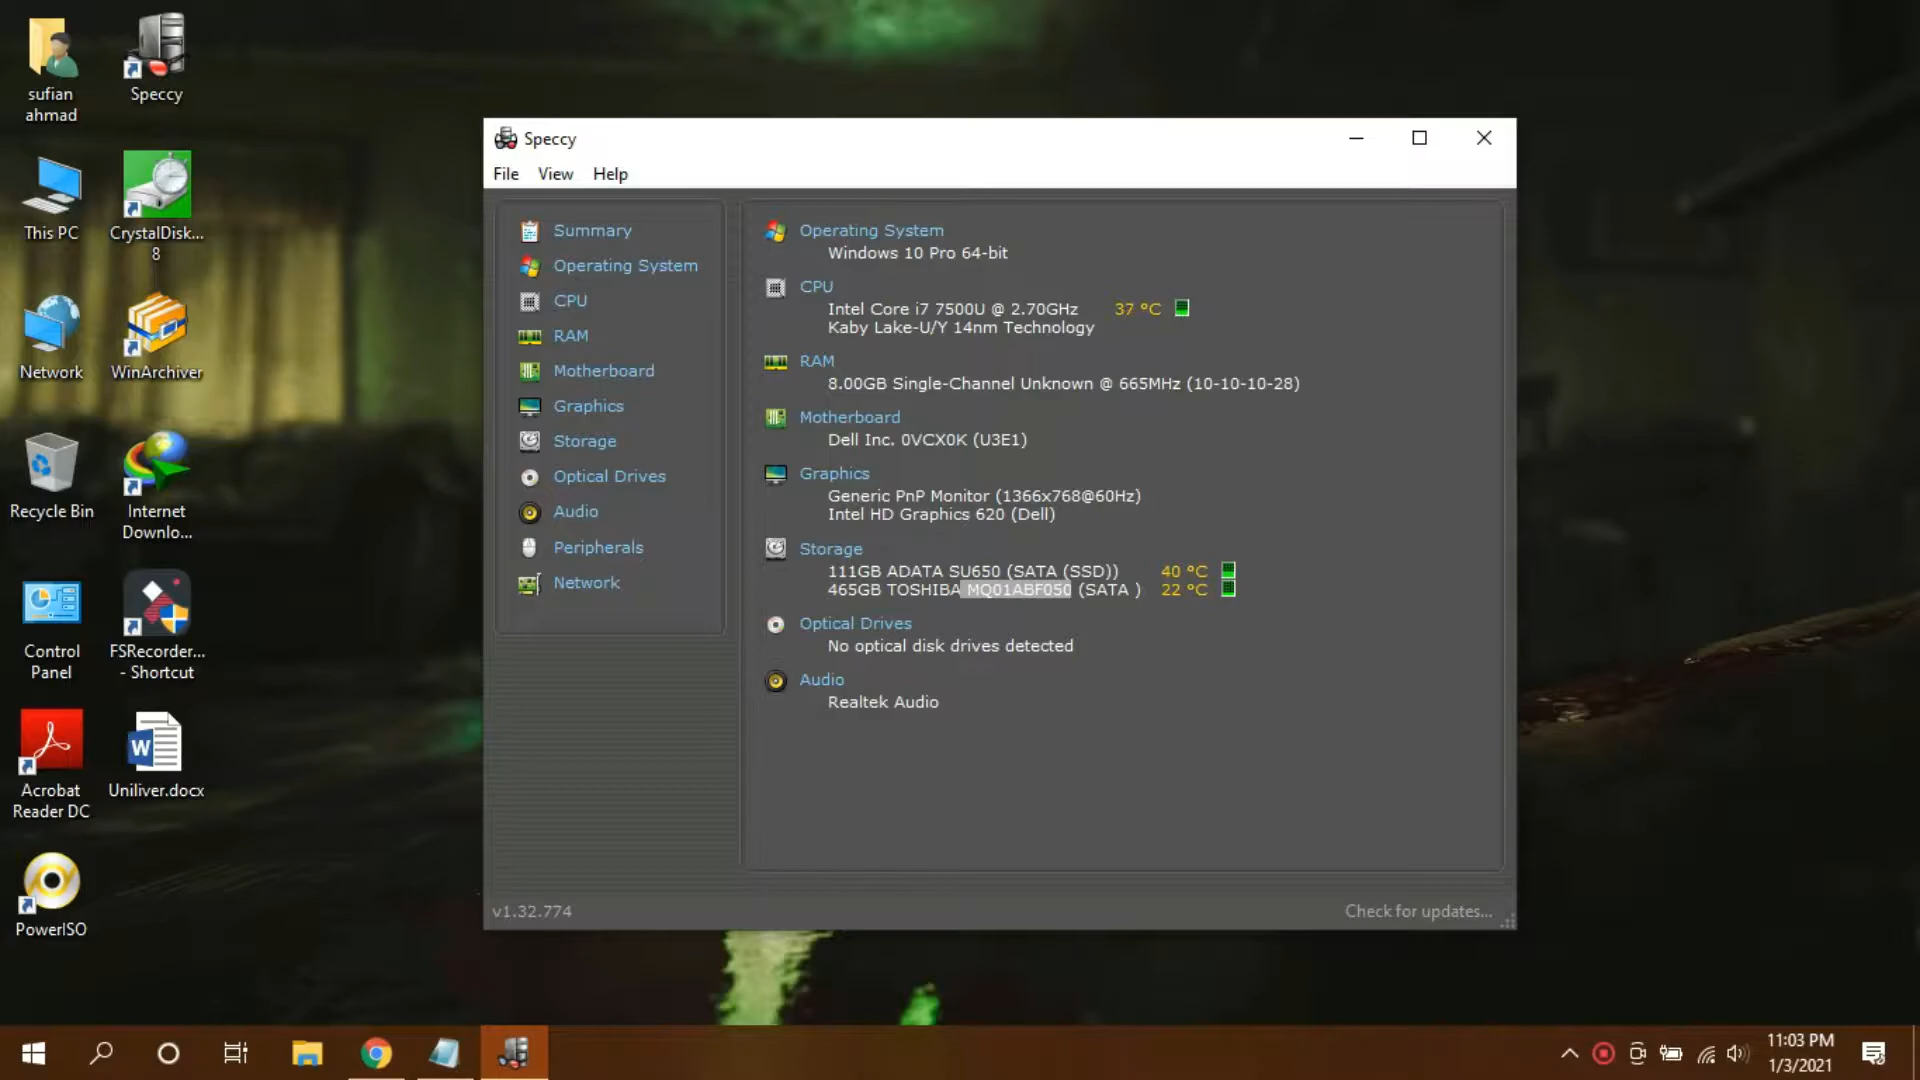 sufian
ahmad
Speccy
This PC
CrystalDisk...
8
Network
WinArchiver
Recycle Bin
Internet
Downlo...
Control
Panel
FSRecorder...
- Shortcut
Acrobat
Reader DC
Uniliver.docx
PowerISO
Speccy
File View Help
Summary
Operating System
CPU
RAM
Motherboard
Graphics
Storage
Optical Drives
Audio
Peripherals
Network
Operating System
Windows 10 Pro 64-bit
CPU
Intel Core i7 7500U @ 2.70GHz 37 °C
Kaby Lake-U/Y 14nm Technology
RAM
8.00GB Single-Channel Unknown @ 665MHz (10-10-10-28)
Motherboard
Dell Inc. 0VCX0K (U3E1)
Graphics
Generic PnP Monitor (1366x768@60Hz)
Intel HD Graphics 620 (Dell)
Storage
111GB ADATA SU650 (SATA (SSD)) 40 °C
465GB TOSHIBA MQ01ABF050 (SATA ) 22 °C
Optical Drives
No optical disk drives detected
Audio
Realtek Audio
v1.32.774
Check for updates...
11:03 PM
1/3/2021